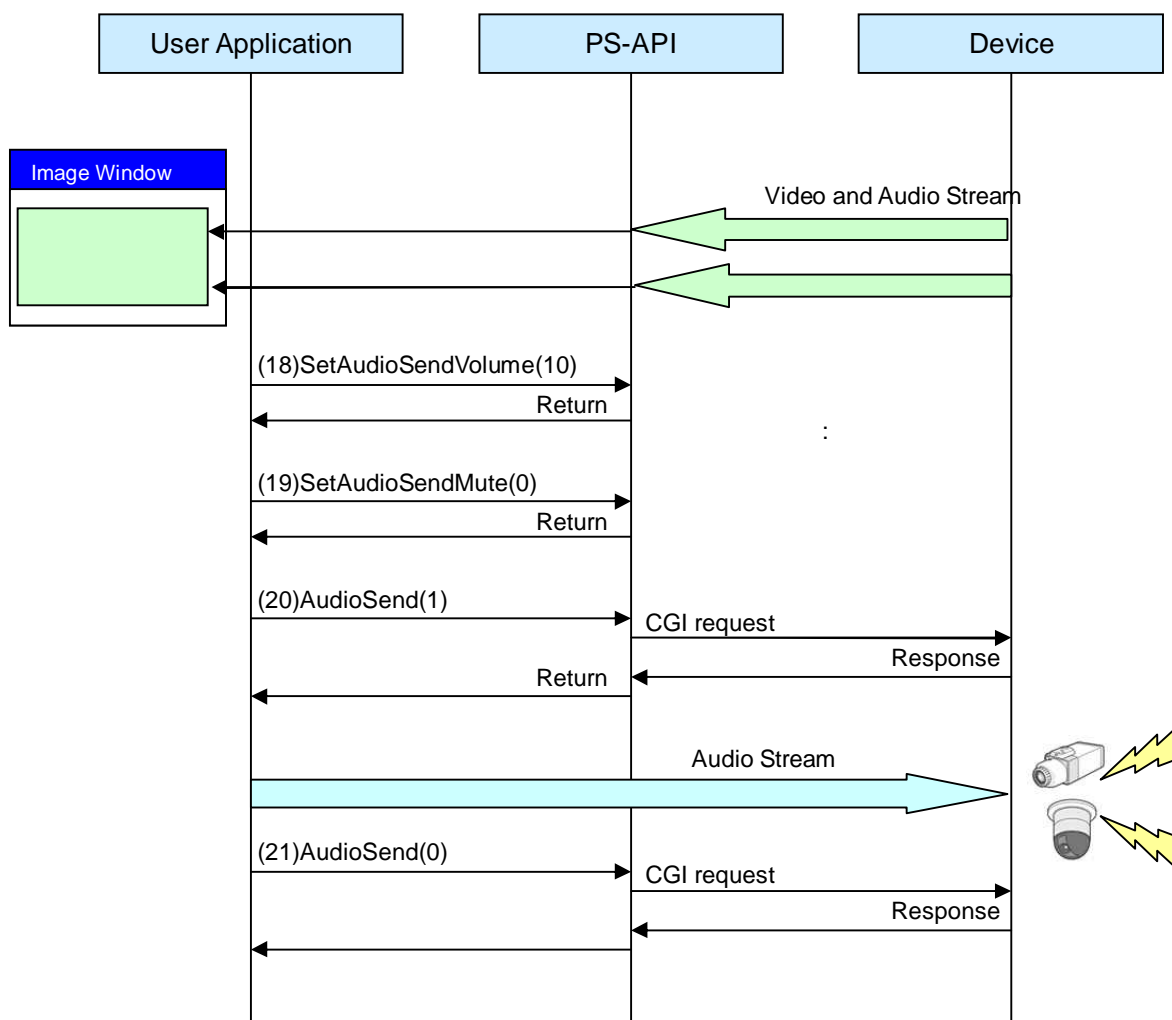 User Application
PS-API
Device
Image Window
Video and Audio Stream
(18)SetAudioSendVolume(10)
Return
:
(19)SetAudioSendMute(0)
Return
(20)AudioSend(1)
CGI request
Response
Return
Audio Stream
(21)AudioSend(0)
CGI request
Response